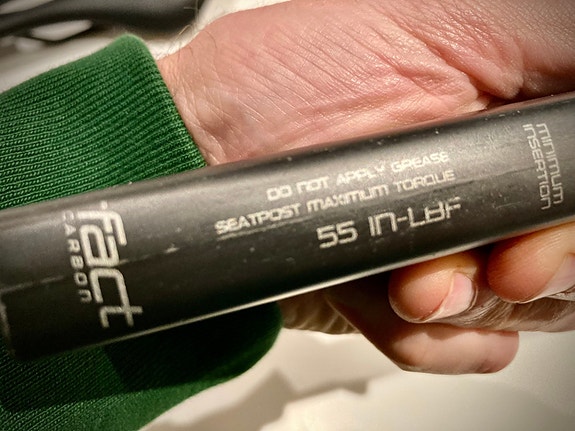 fact
CARBON
DO NOT APPLY GREASE
SEATPOST MAXIMUM TORQUE
55 IN-LBF
minimum
insertion